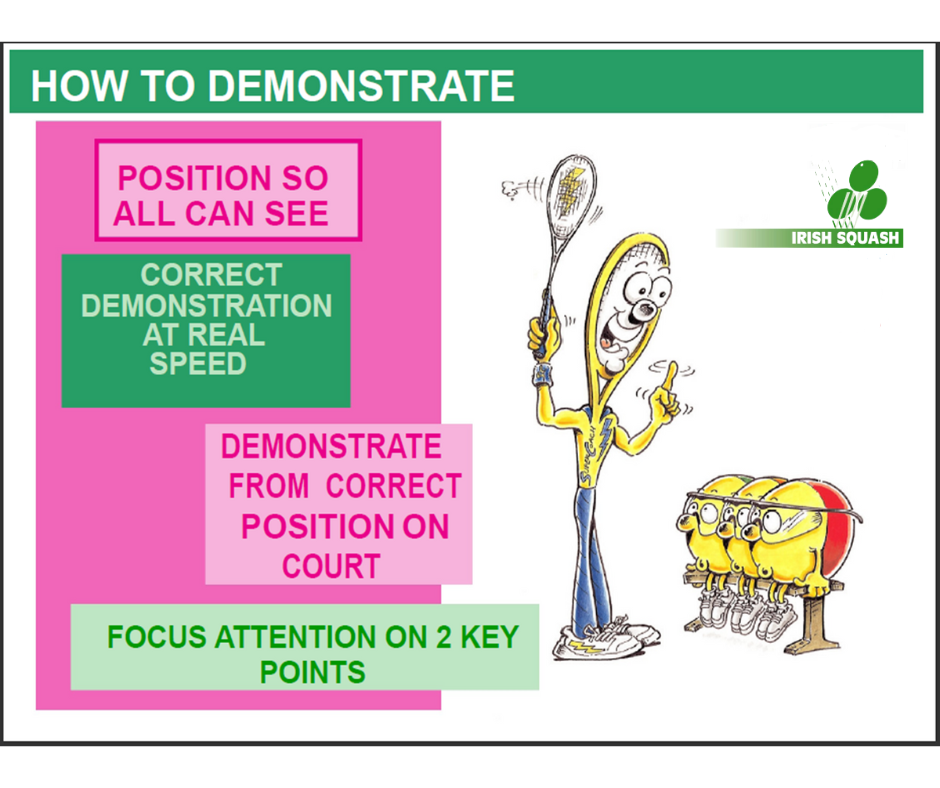 HOW TO DEMONSTRATE
POSITION SO
ALL CAN SEE
CORRECT
DEMONSTRATION
AT REAL
SPEED
DEMONSTRATE
FROM CORRECT
POSITION ON
COURT
FOCUS ATTENTION ON 2 KEY
POINTS
IRISH SQUASH